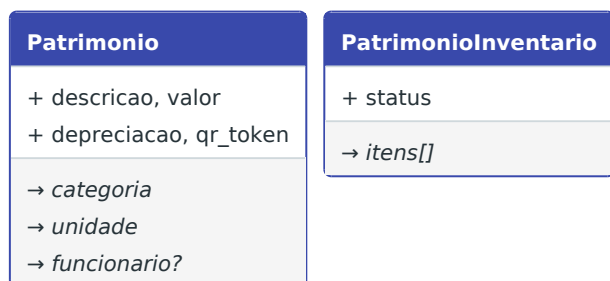 Patrimonio
+ descricao, valor
+ depreciacao, qr_token
→ categoria
→ unidade
→ funcionario?
PatrimonioInventario
+ status
→ itens[]